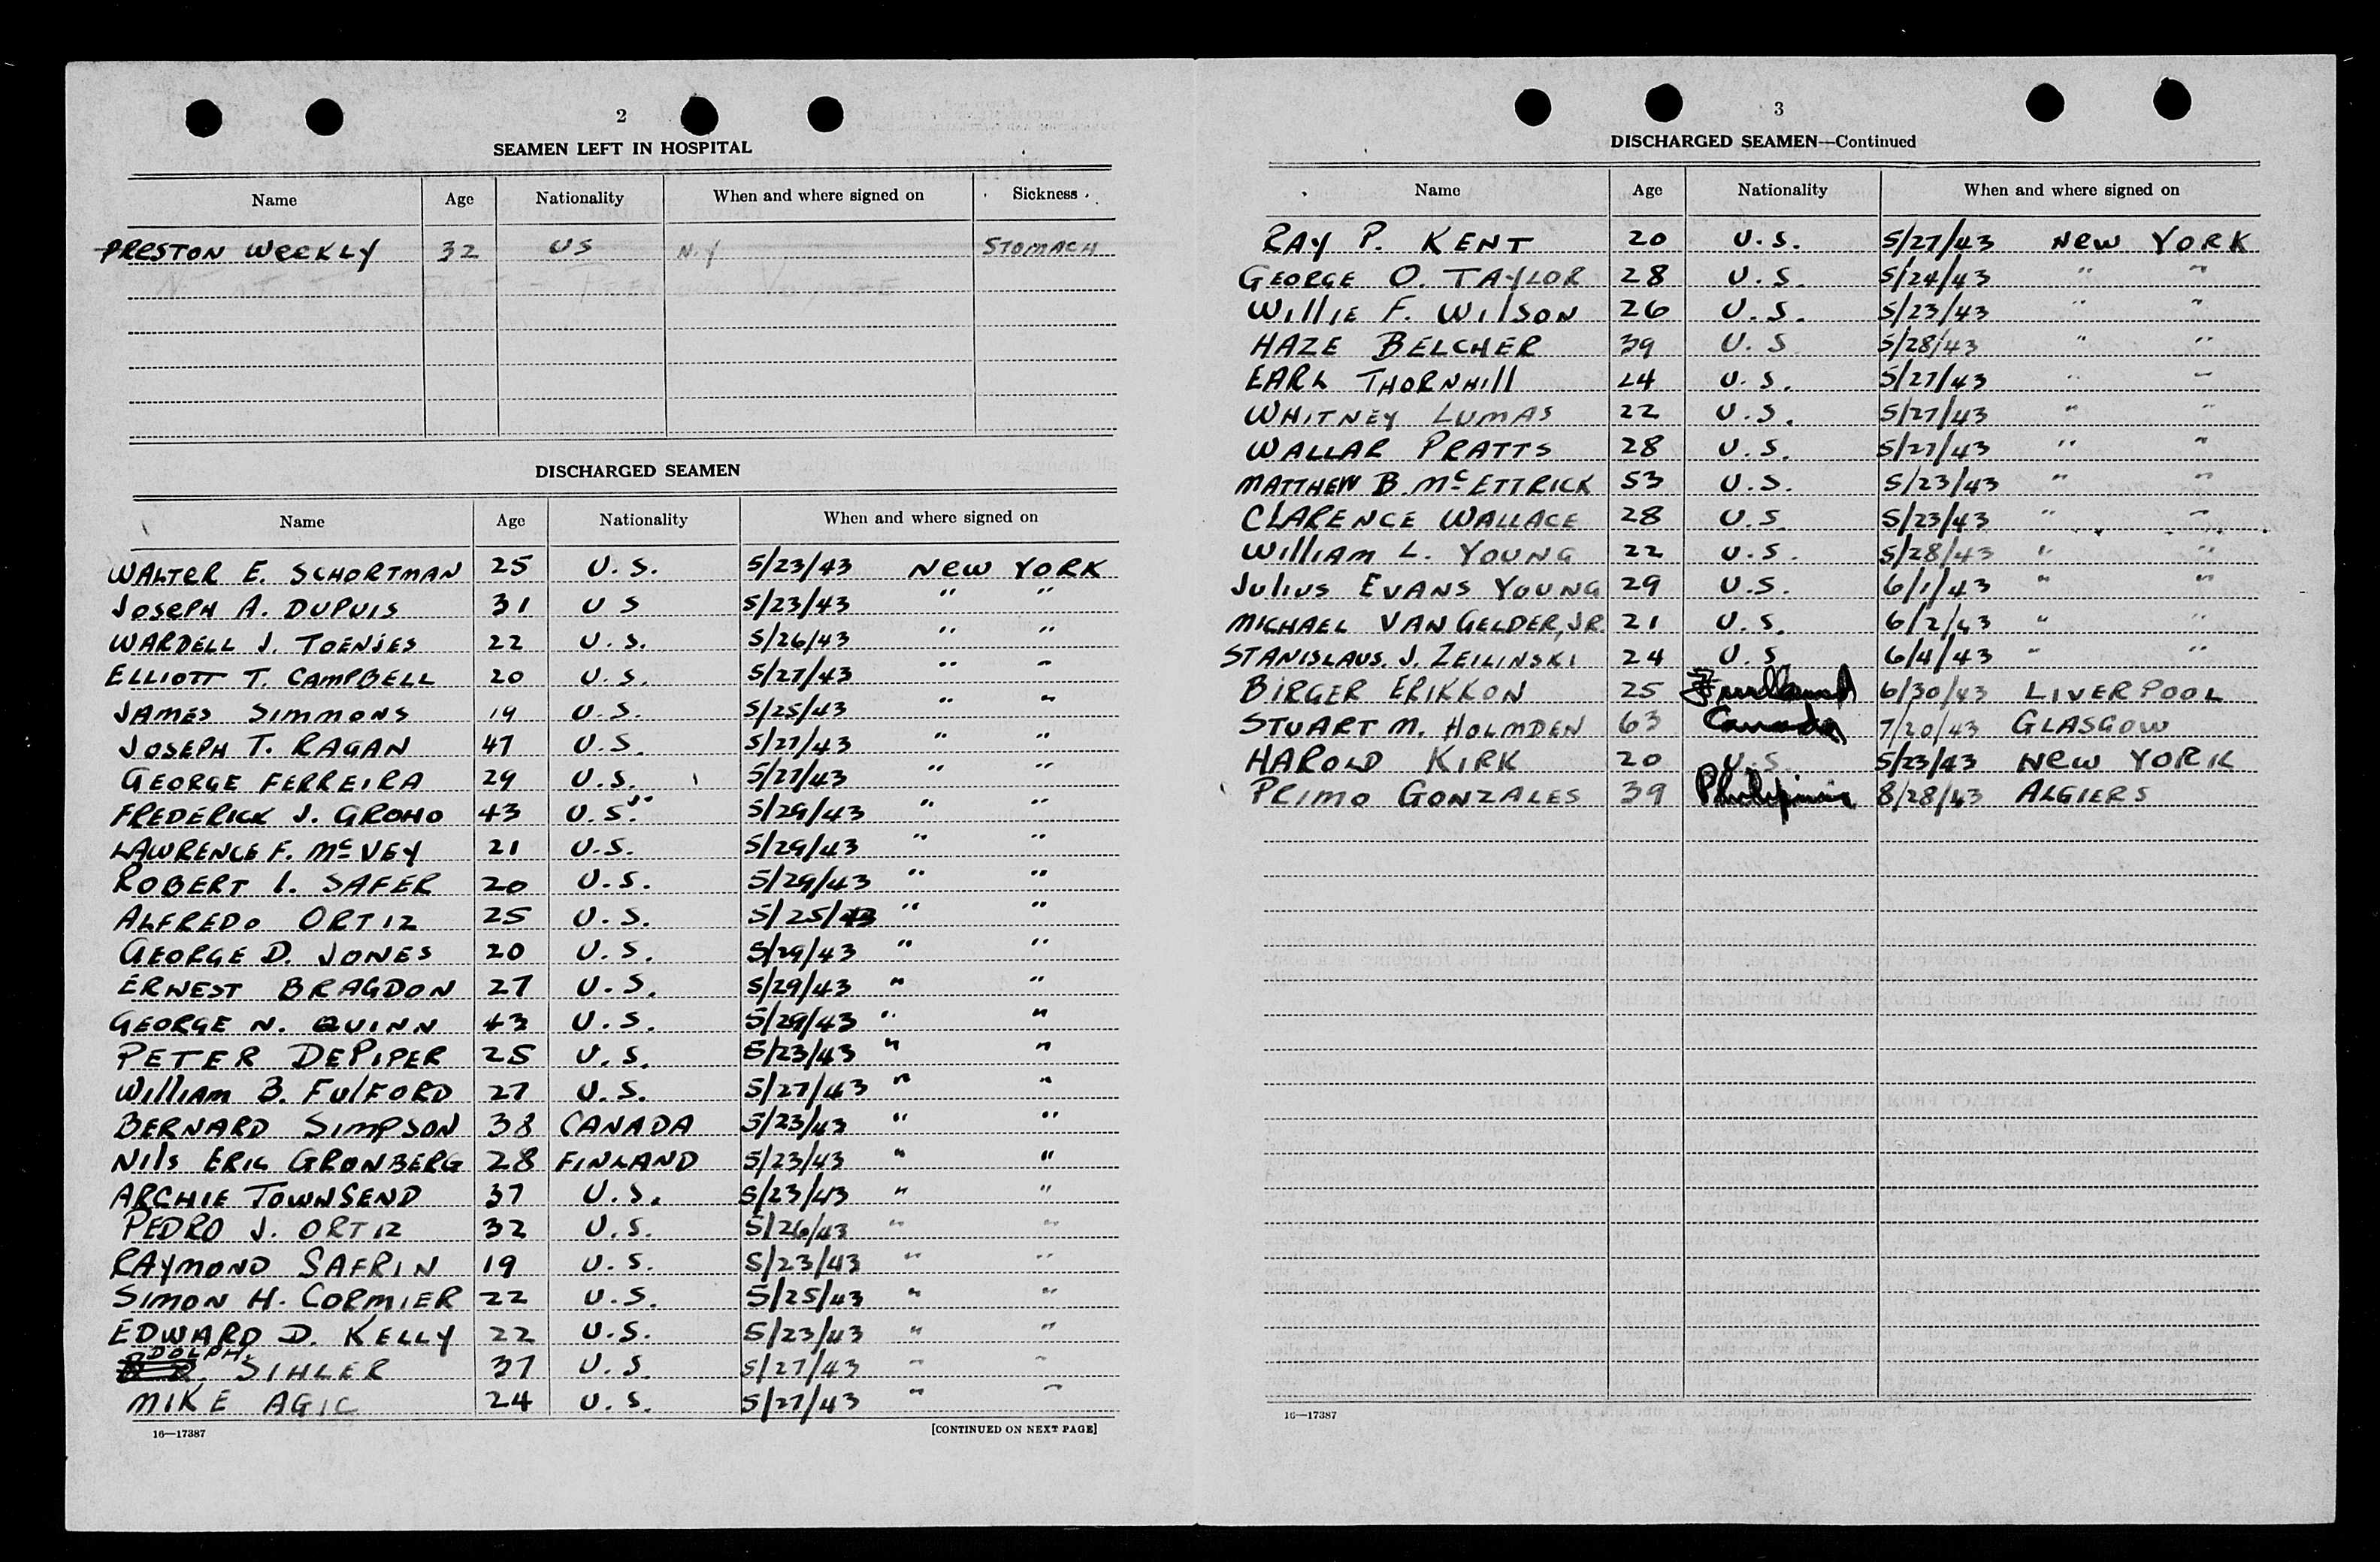 2
SEAMEN LEFT IN HOSPITAL
Name Age Nationality When and where signed on Sickness
PRESTON WEEKLY 32 US N.Y STOMACH
DISCHARGED SEAMEN
Name Age Nationality When and where signed on
WALTER E. SCHORTMAN 25 U.S. 5/23/43 NEW YORK
JOSEPH A. DUPUIS 31 U S 5/23/43 " "
WARDELL J. TOENJES 22 U.S. 5/26/43 " "
ELLIOTT T. CAMPBELL 20 U.S. 5/27/43 " "
JAMES SIMMONS 19 U.S. 5/25/43 " "
JOSEPH T. RAGAN 47 U.S. 5/27/43 " "
GEORGE FERREIRA 29 U.S. 5/27/43 " "
FREDERICK J. GROHO 43 U.S. 5/29/43 " "
LAWRENCE F. McVEY 21 U.S. 5/29/43 " "
ROBERT I. SAFER 20 U.S. 5/29/43 " "
ALFREDO ORTIZ 25 U.S. 5/25/43 " "
GEORGE D. JONES 20 U.S. 5/29/43 " "
ERNEST BRAGDON 27 U.S. 5/29/43 " "
GEORGE N. QUINN 43 U.S. 5/29/43 " "
PETER DEPIPER 25 U.S. 5/23/43 " "
WILLIAM B. FULFORD 27 U.S. 5/27/43 " "
BERNARD SIMPSON 38 CANADA 5/23/43 " "
NILS ERIC GRONBERG 28 FINLAND 5/23/43 " "
ARCHIE TOWNSEND 37 U.S. 5/23/43 " "
PEDRO J. ORTIZ 32 U.S. 5/26/43 " "
RAYMOND SAFRIN 19 U.S. 5/23/43 " "
SIMON H. CORMIER 22 U.S. 5/25/43 " "
EDWARD D. KELLY 22 U.S. 5/23/43 " "
DOLPH. SIHLER 37 U.S. 5/27/43 " "
MIKE AGIC 24 U.S. 5/27/43 " "
16—17387 [CONTINUED ON NEXT PAGE]
3
DISCHARGED SEAMEN—Continued
Name Age Nationality When and where signed on
RAY P. KENT 20 U.S. 5/27/43 NEW YORK
GEORGE O. TAYLOR 28 U.S. 5/24/43 " "
WILLIE F. WILSON 26 U.S. 5/23/43 " "
HAZE BELCHER 39 U.S 5/28/43 " "
EARL THORNHILL 24 U.S. 5/27/43 " "
WHITNEY LUMAS 22 U.S. 5/27/43 " "
WALLAR PRATTS 28 U.S. 5/27/43 " "
MATTHEW B. McETTRICK 53 U.S. 5/23/43 " "
CLARENCE WALLACE 28 U.S. 5/23/43 " "
WILLIAM L. YOUNG 22 U.S. 5/28/43 " "
JULIUS EVANS YOUNG 29 U.S. 6/1/43 " "
MICHAEL VAN GELDER, JR. 21 U.S. 6/2/43 " "
STANISLAUS. J. ZEILINSKI 24 U.S 6/4/43 " "
BIRGER ERIKKON 25 6/30/43 LIVERPOOL
STUART M. HOLMDEN 63 Canada 7/20/43 GLASGOW
HAROLD KIRK 20 U.S. 5/23/43 NEW YORK
PRIMO GONZALES 39 8/28/43 ALGIERS
16—17387